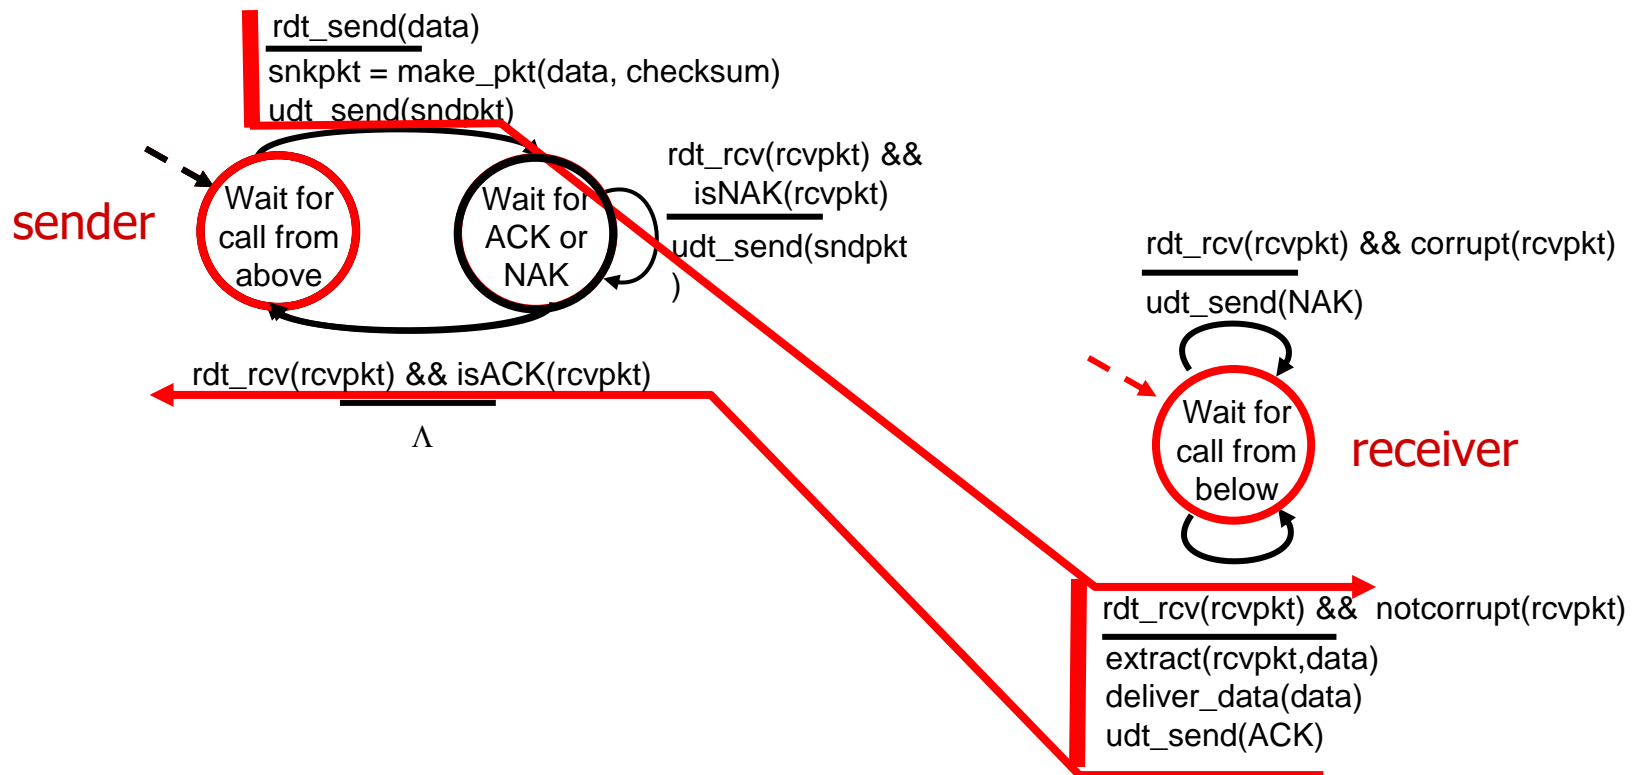 rdt_send(data)
snkpkt = make_pkt(data, checksum)
udt_send(sndpkt)
sender
Wait for
call from
above
Wait for
ACK or
NAK
rdt_rcv(rcvpkt) &&
isNAK(rcvpkt)
udt_send(sndpkt
)
rdt_rcv(rcvpkt) && isACK(rcvpkt)
Λ
rdt_rcv(rcvpkt) && corrupt(rcvpkt)
udt_send(NAK)
Wait for
call from
below
receiver
rdt_rcv(rcvpkt) && notcorrupt(rcvpkt)
extract(rcvpkt,data)
deliver_data(data)
udt_send(ACK)